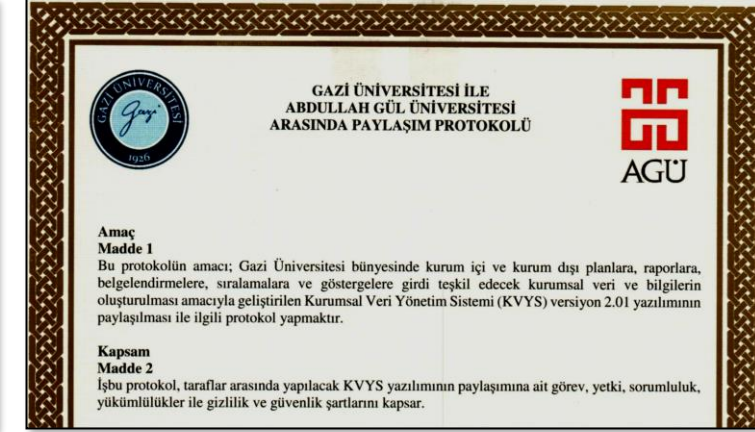 GAZİ ÜNİVERSİTESİ
Gazi
1926
GAZİ ÜNİVERSİTESİ İLE
ABDULLAH GÜL ÜNİVERSİTESİ
ARASINDA PAYLAŞIM PROTOKOLÜ
AGÜ
Amaç
Madde 1
Bu protokolün amacı; Gazi Üniversitesi bünyesinde kurum içi ve kurum dışı planlara, raporlara,
belgelendirmelere, sıralamalara ve göstergelere girdi teşkil edecek kurumsal veri ve bilgilerin
oluşturulması amacıyla geliştirilen Kurumsal Veri Yönetim Sistemi (KVYS) versiyon 2.01 yazılımının
paylaşılması ile ilgili protokol yapmaktır.
Kapsam
Madde 2
İşbu protokol, taraflar arasında yapılacak KVYS yazılımının paylaşımına ait görev, yetki, sorumluluk,
yükümlülükler ile gizlilik ve güvenlik şartlarını kapsar.